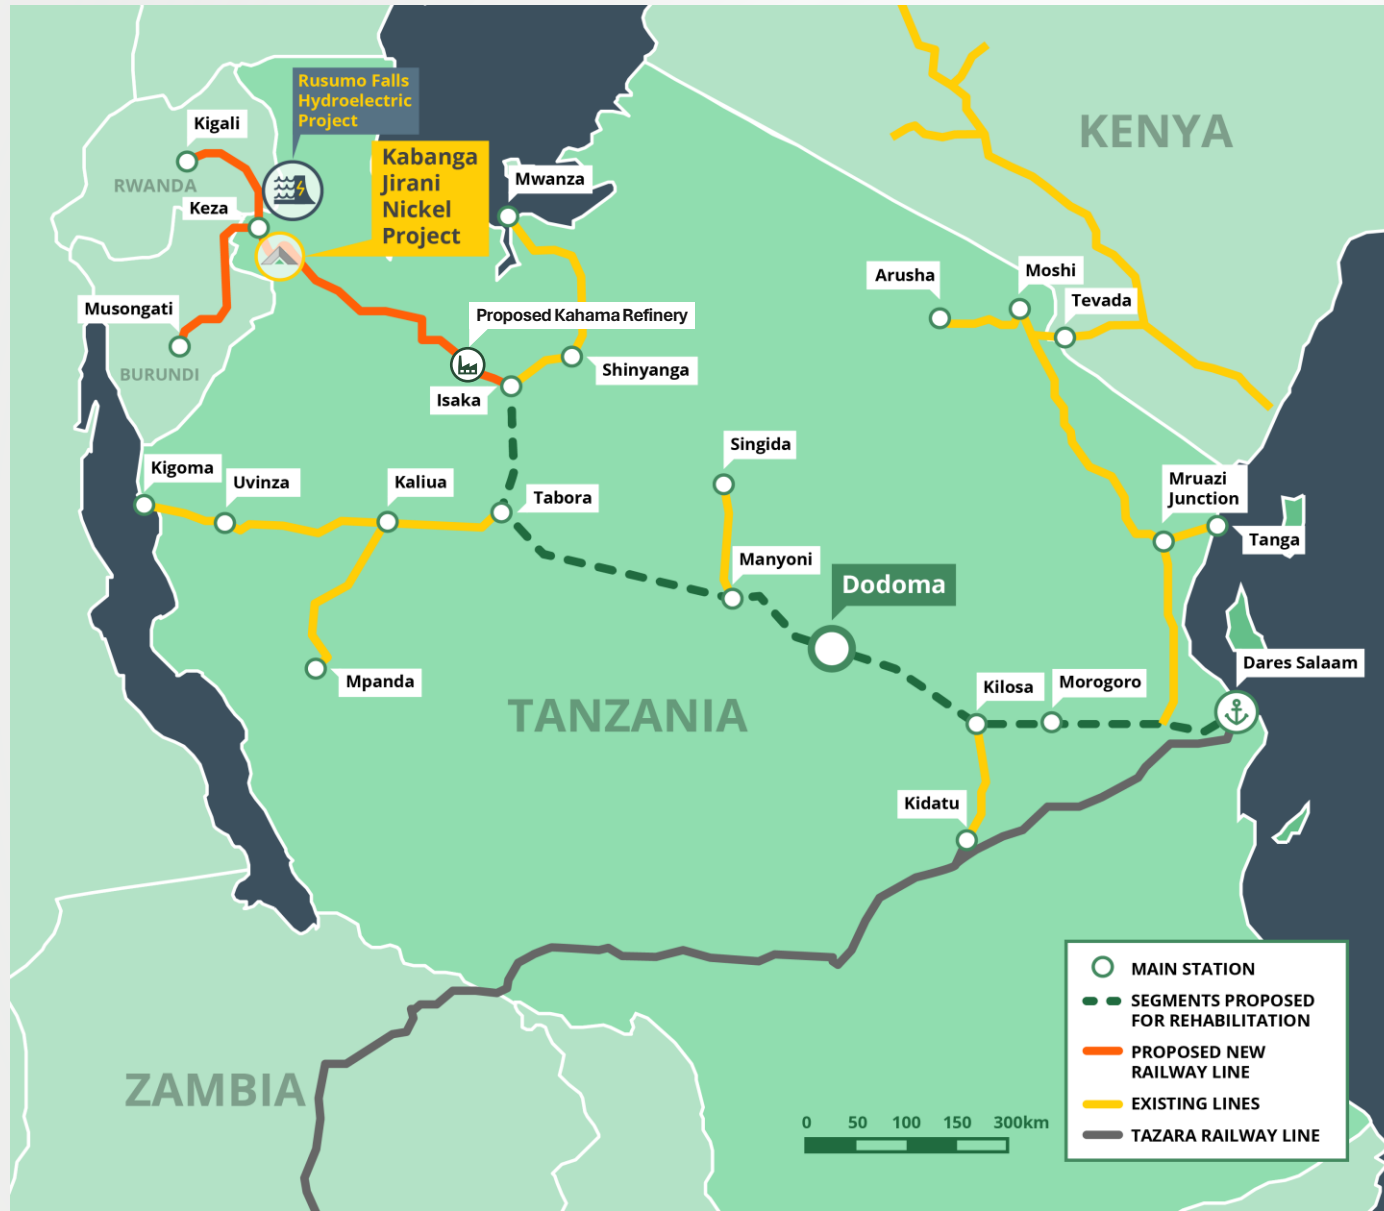 Rusumo Falls
Hydroelectric
Project
Kigali
KENYA
Kabanga
Jirani
Nickel
Project
RWANDA
Mwanza
Keza
Arusha
Moshi
Tevada
Musongati
Proposed Kahama Refinery
BURUNDI
Shinyanga
Isaka
Singida
Kigoma
Uvinza
Kaliua
Tabora
Mruazi
Junction
Tanga
Manyoni
Dodoma
Dares Salaam
Mpanda
Kilosa
Morogoro
TANZANIA
Kidatu
MAIN STATION
SEGMENTS PROPOSED
FOR REHABILITATION
PROPOSED NEW
RAILWAY LINE
EXISTING LINES
TAZARA RAILWAY LINE
ZAMBIA
0 50 100 150 300km